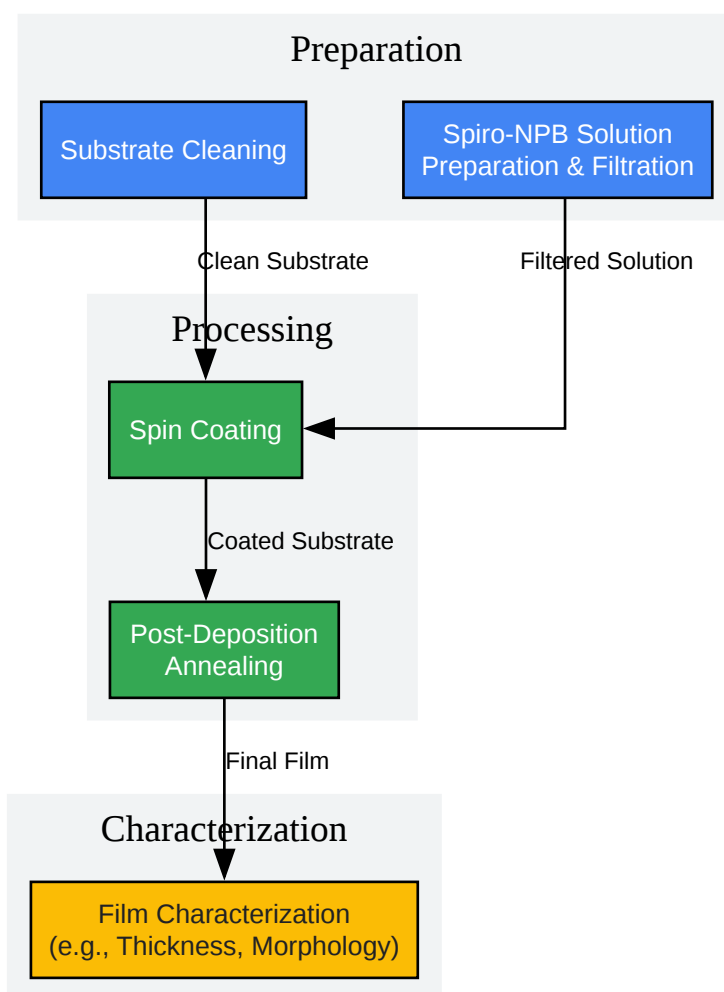 Preparation
Substrate Cleaning
Spiro-NPB Solution
Preparation & Filtration
Clean Substrate
Filtered Solution
Processing
Spin Coating
Coated Substrate
Post-Deposition
Annealing
Final Film
Characterization
Film Characterization
(e.g., Thickness, Morphology)